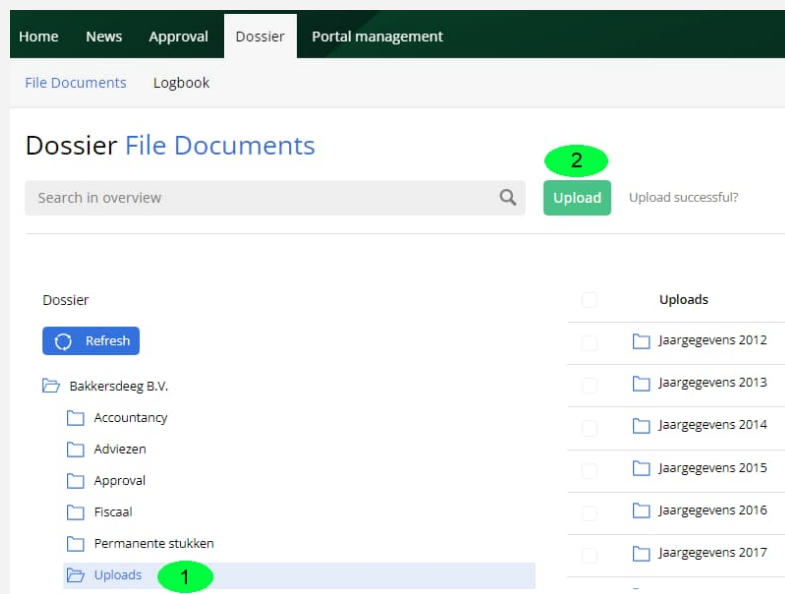 Home News Approval Dossier Portal management
File Documents Logbook
Dossier File Documents
2
Search in overview Upload Upload successful?
Dossier
Refresh
Bakkersdeeg B.V.
Accountancy
Adviezen
Approval
Fiscaal
Permanente stukken
Uploads 1
Uploads
Jaargegevens 2012
Jaargegevens 2013
Jaargegevens 2014
Jaargegevens 2015
Jaargegevens 2016
Jaargegevens 2017